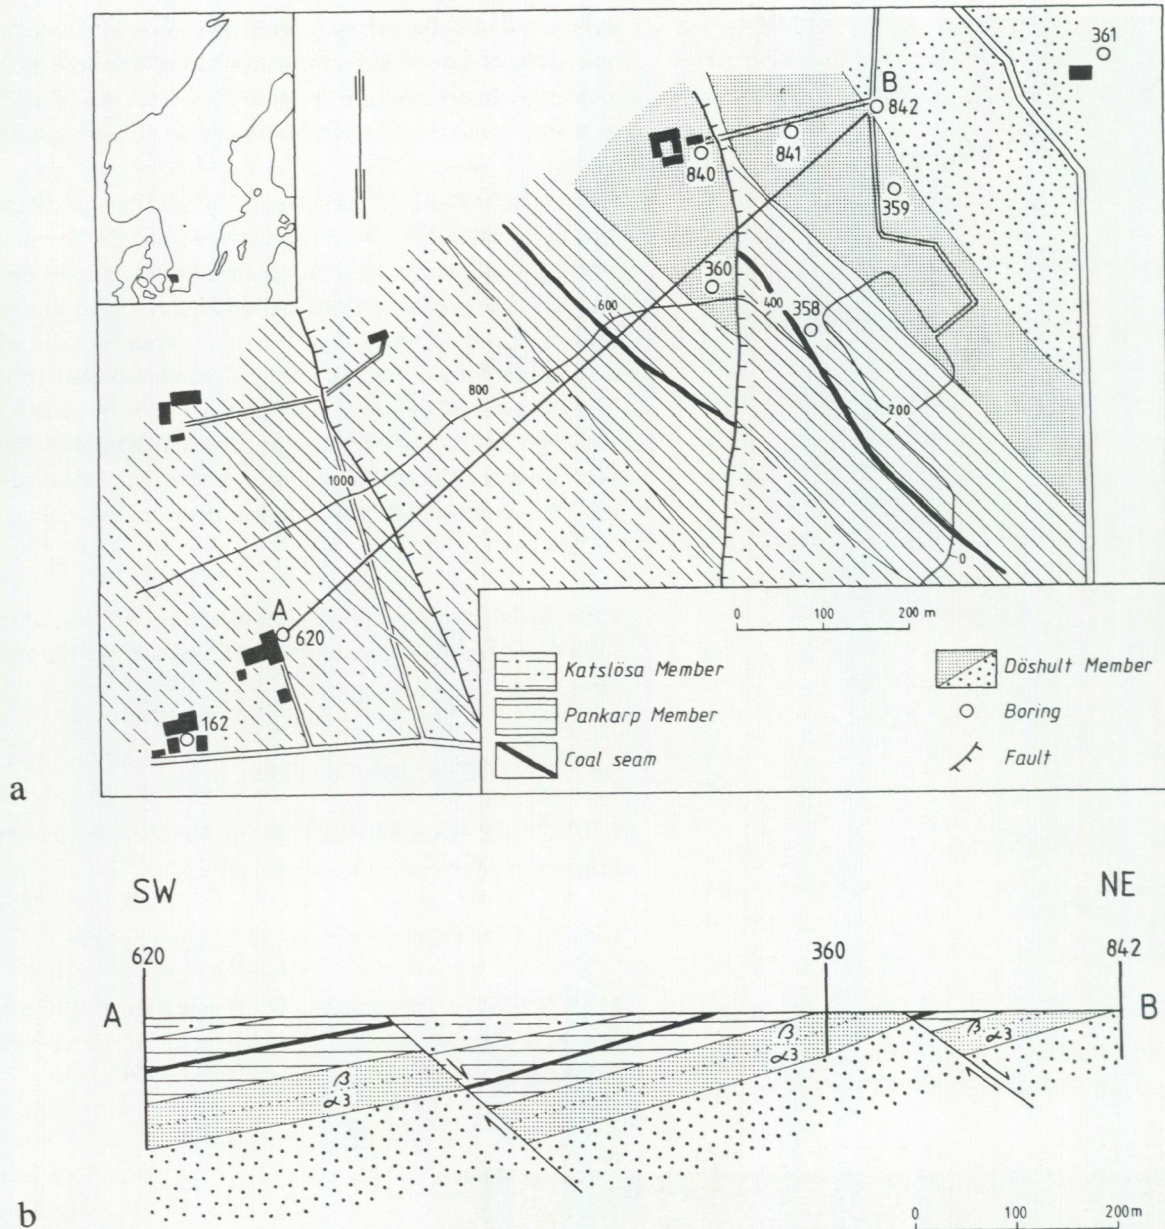 361
B
842
841
840
359
360
600
400
358
800
200
1000
0
A
620
162
0 100 200 m
Katslösa Member
Pankarp Member
Coal seam
Döshult Member
Boring
Fault
a
SW NE
620 360 842
A B
β
α3
β
α3
β
α3
0 100 200 m
b